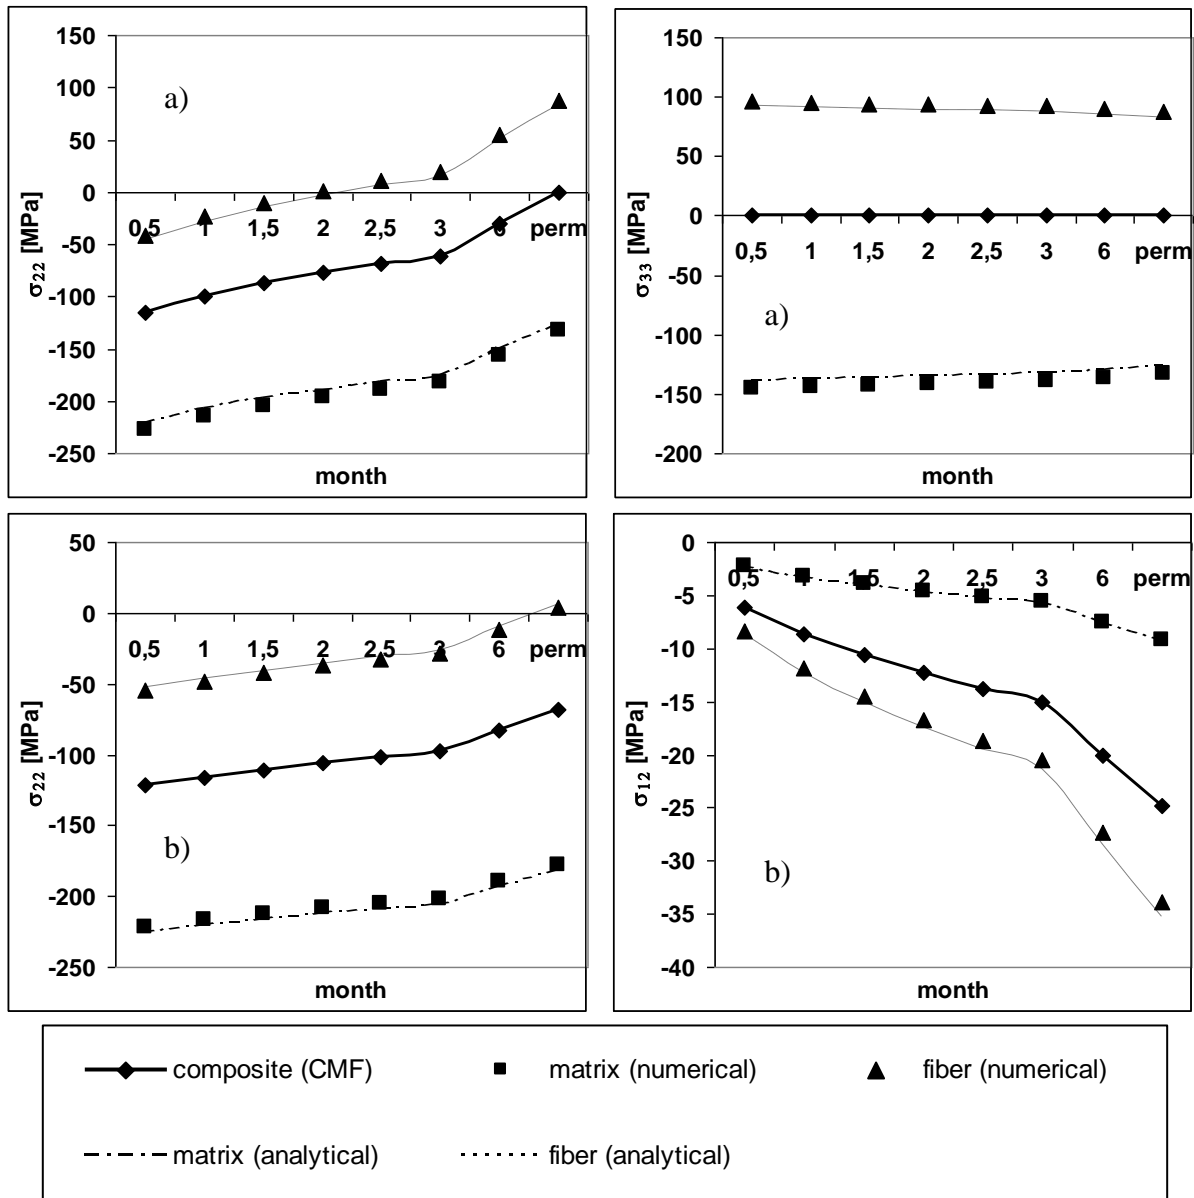 150
100
50
0
-50
-100
-150
-200
-250
σ22 [MPa]
a)
0,5 1 1,5 2 2,5 3 6 perm
month
150
100
50
0
-50
-100
-150
-200
σ33 [MPa]
0,5 1 1,5 2 2,5 3 6 perm
a)
month
50
0
-50
-100
-150
-200
-250
σ22 [MPa]
0,5 1 1,5 2 2,5 3 6 perm
b)
month
0
-5
-10
-15
-20
-25
-30
-35
-40
σ12 [MPa]
0,5 1 1,5 2 2,5 3 6 perm
b)
month
composite (CMF) matrix (numerical) fiber (numerical)
matrix (analytical) fiber (analytical)